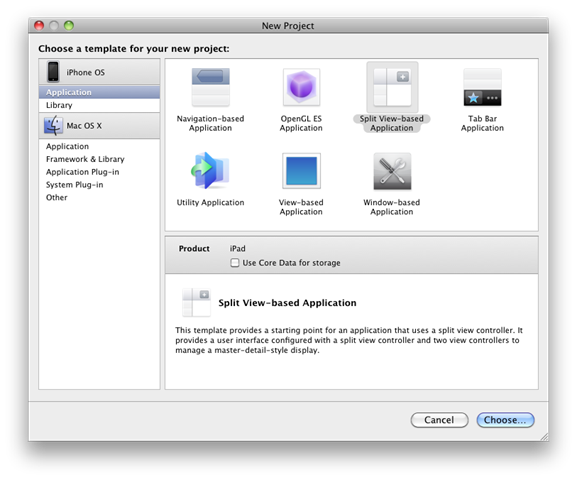 New Project
Choose a template for your new project:
iPhone OS
Application
Library
Mac OS X
Application
Framework & Library
Application Plug-in
System Plug-in
Other
Navigation-based
Application
OpenGL ES
Application
Split View-based
Application
Tab Bar
Application
Utility Application
View-based
Application
Window-based
Application
Product iPad
Use Core Data for storage
Split View-based Application
This template provides a starting point for an application that uses a split view controller. It
provides a user interface configured with a split view controller and two view controllers to
manage a master-detail-style display.
Cancel
Choose...